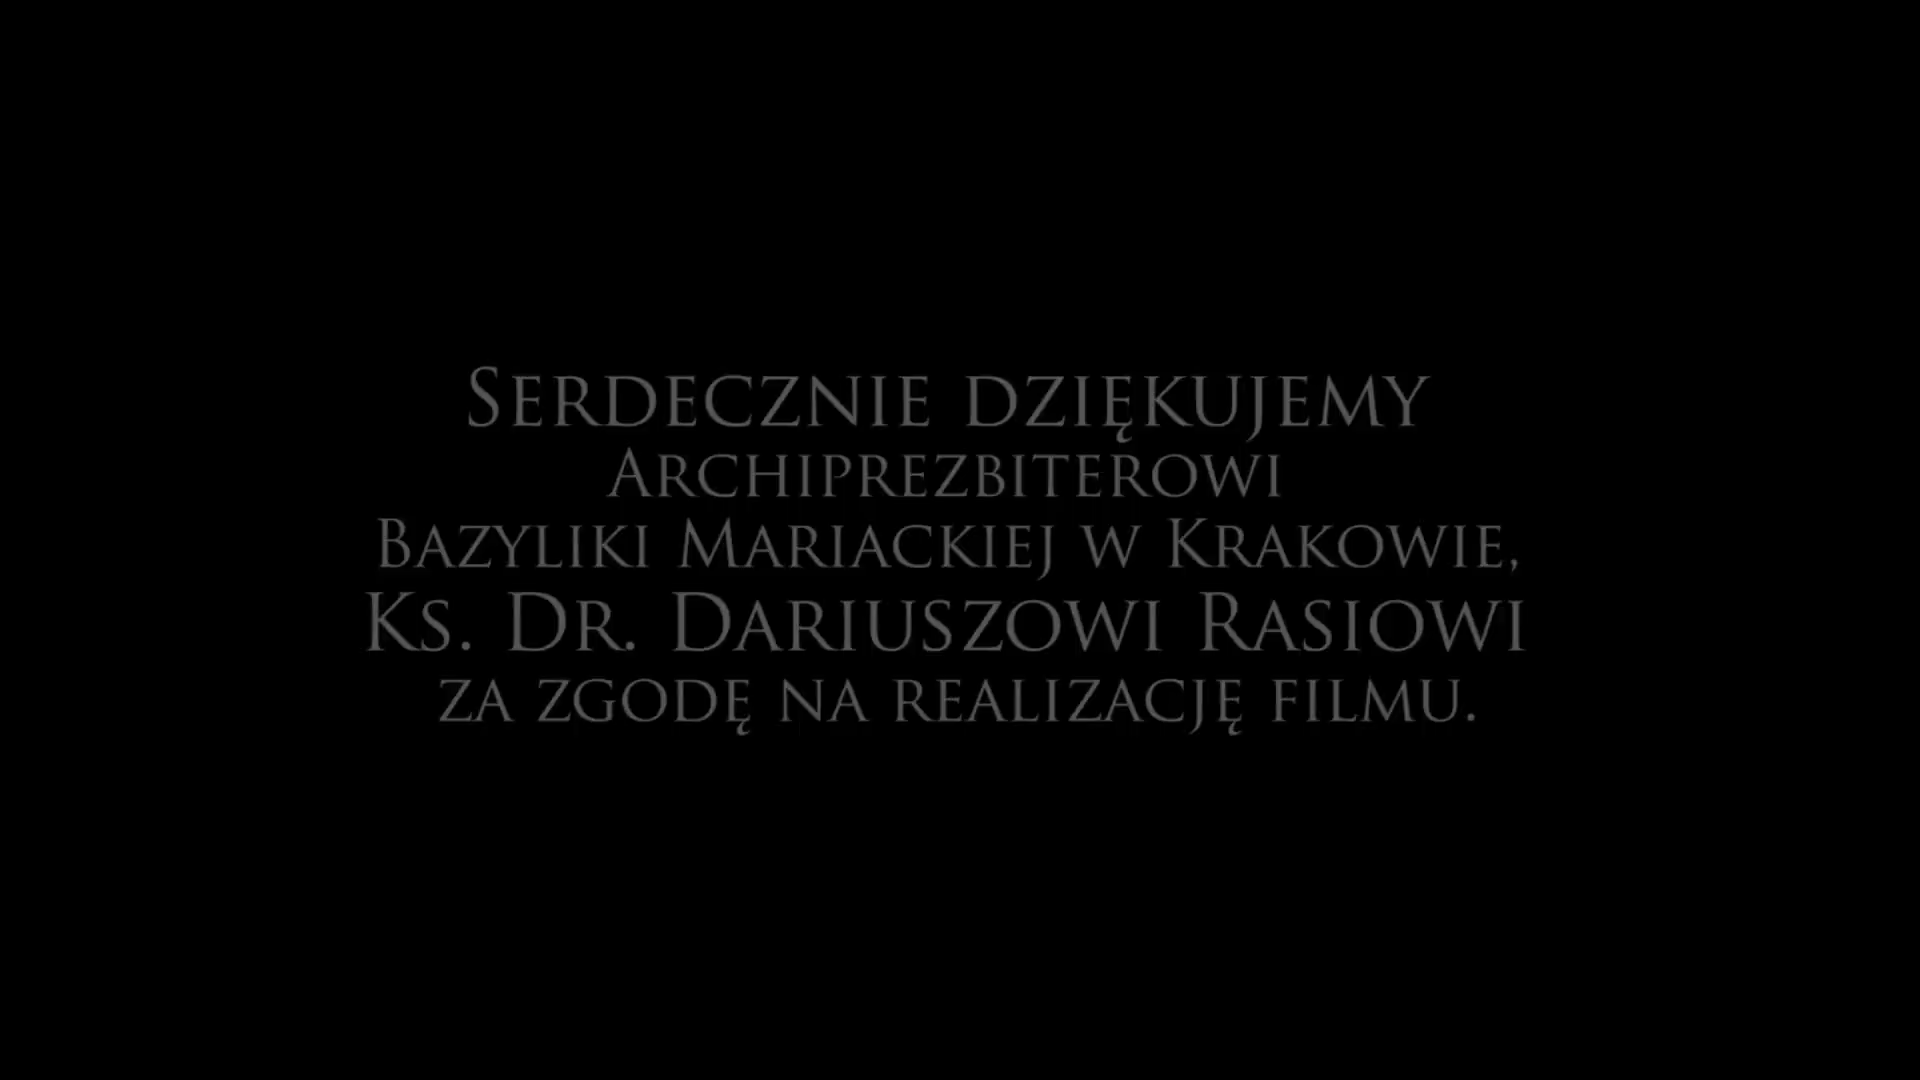 Serdecznie dziękujemy
Archiprezbiterowi
Bazyliki Mariackiej w Krakowie,
Ks. Dr. Dariuszowi Rasiowi
za zgodę na realizację filmu.